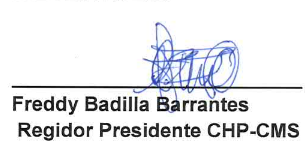 Freddy Badilla Barrantes
Regidor Presidente CHP-CMS